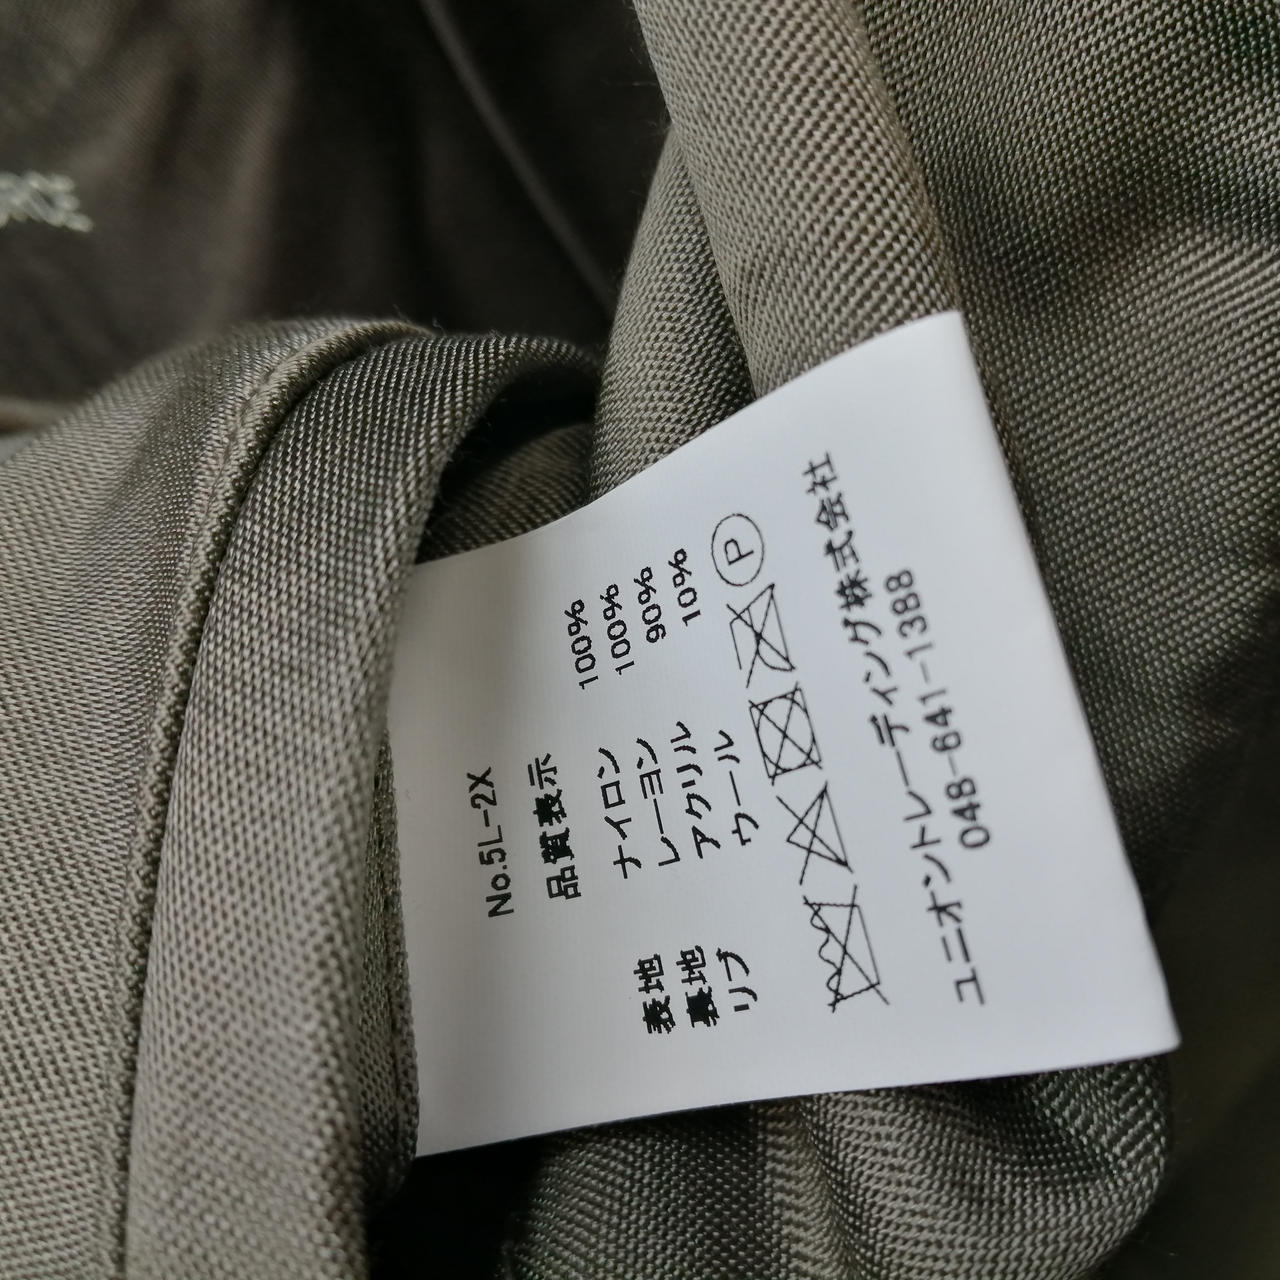 No.5L-2X
品質表示
表地 ナイロン 100%
裏地 レーヨン 100%
リブ アクリル 90%
ウール 10%
P
ユニオントレーディング株式会社
048-641-1388